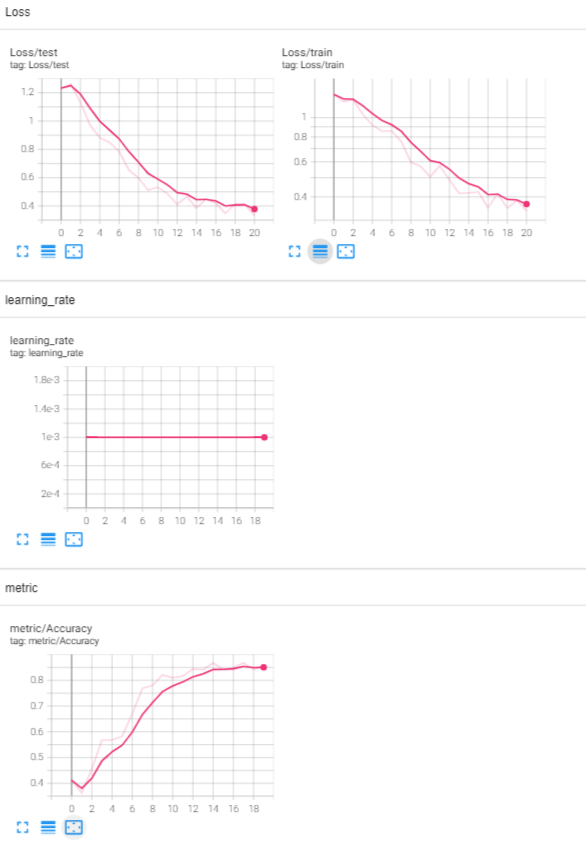 Loss
Loss/test
tag: Loss/test
1.2
1
0.8
0.6
0.4
0 2 4 6 8 10 12 14 16 18 20
Loss/train
tag: Loss/train
1
0.8
0.6
0.4
0 2 4 6 8 10 12 14 16 18 20
learning_rate
learning_rate
tag: learning_rate
1.8e-3
1.4e-3
1e-3
6e-4
2e-4
0 2 4 6 8 10 12 14 16 18
metric
metric/Accuracy
tag: metric/Accuracy
0.8
0.7
0.6
0.5
0.4
0 2 4 6 8 10 12 14 16 18